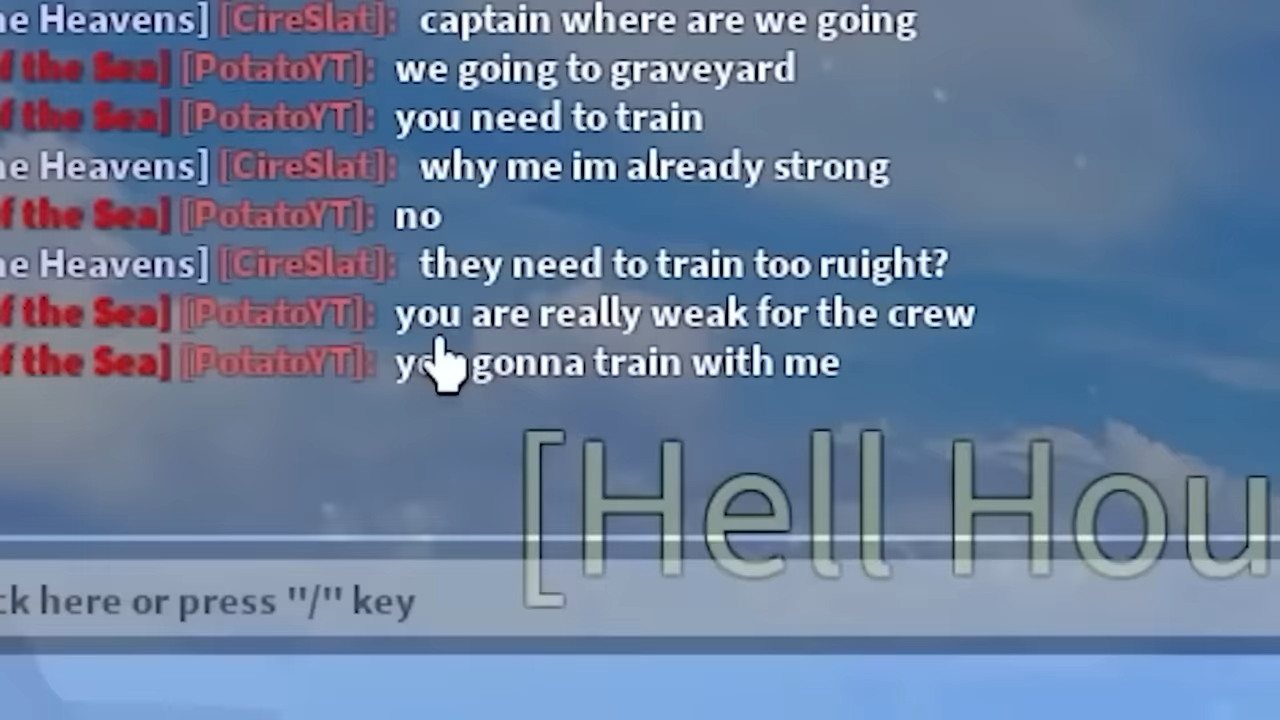 ne Heavens] [CireSlat]: captain where are we going
f the Sea] [PotatoYT]: we going to graveyard
f the Sea] [PotatoYT]: you need to train
ne Heavens] [CireSlat]: why me im already strong
f the Sea] [PotatoYT]: no
ne Heavens] [CireSlat]: they need to train too ruight?
f the Sea] [PotatoYT]: you are really weak for the crew
f the Sea] [PotatoYT]: gonna train with me
[Hell Hou
ck here or press "/" key